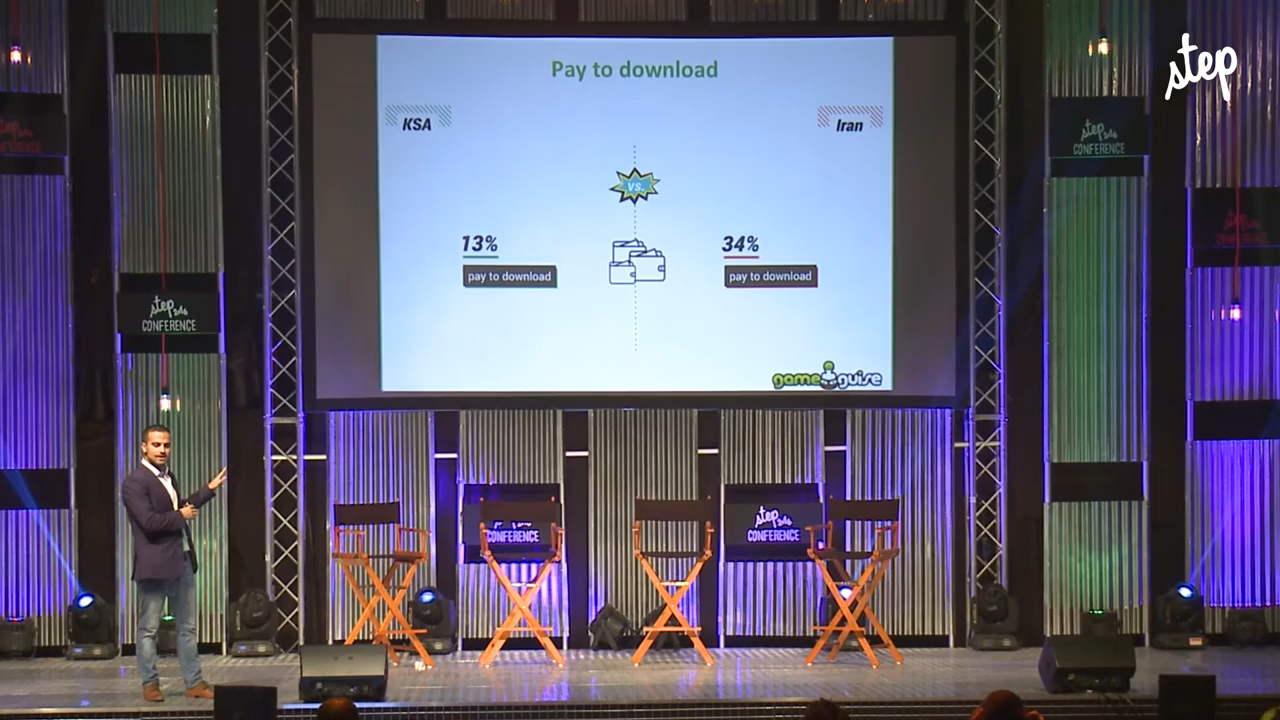 Pay to download
KSA
Iran
VS.
13%
34%
pay to download
pay to download
gameguise
step
step
CONFERENCE
step
CONFERENCE
CONFERENCE
step
CONFERENCE